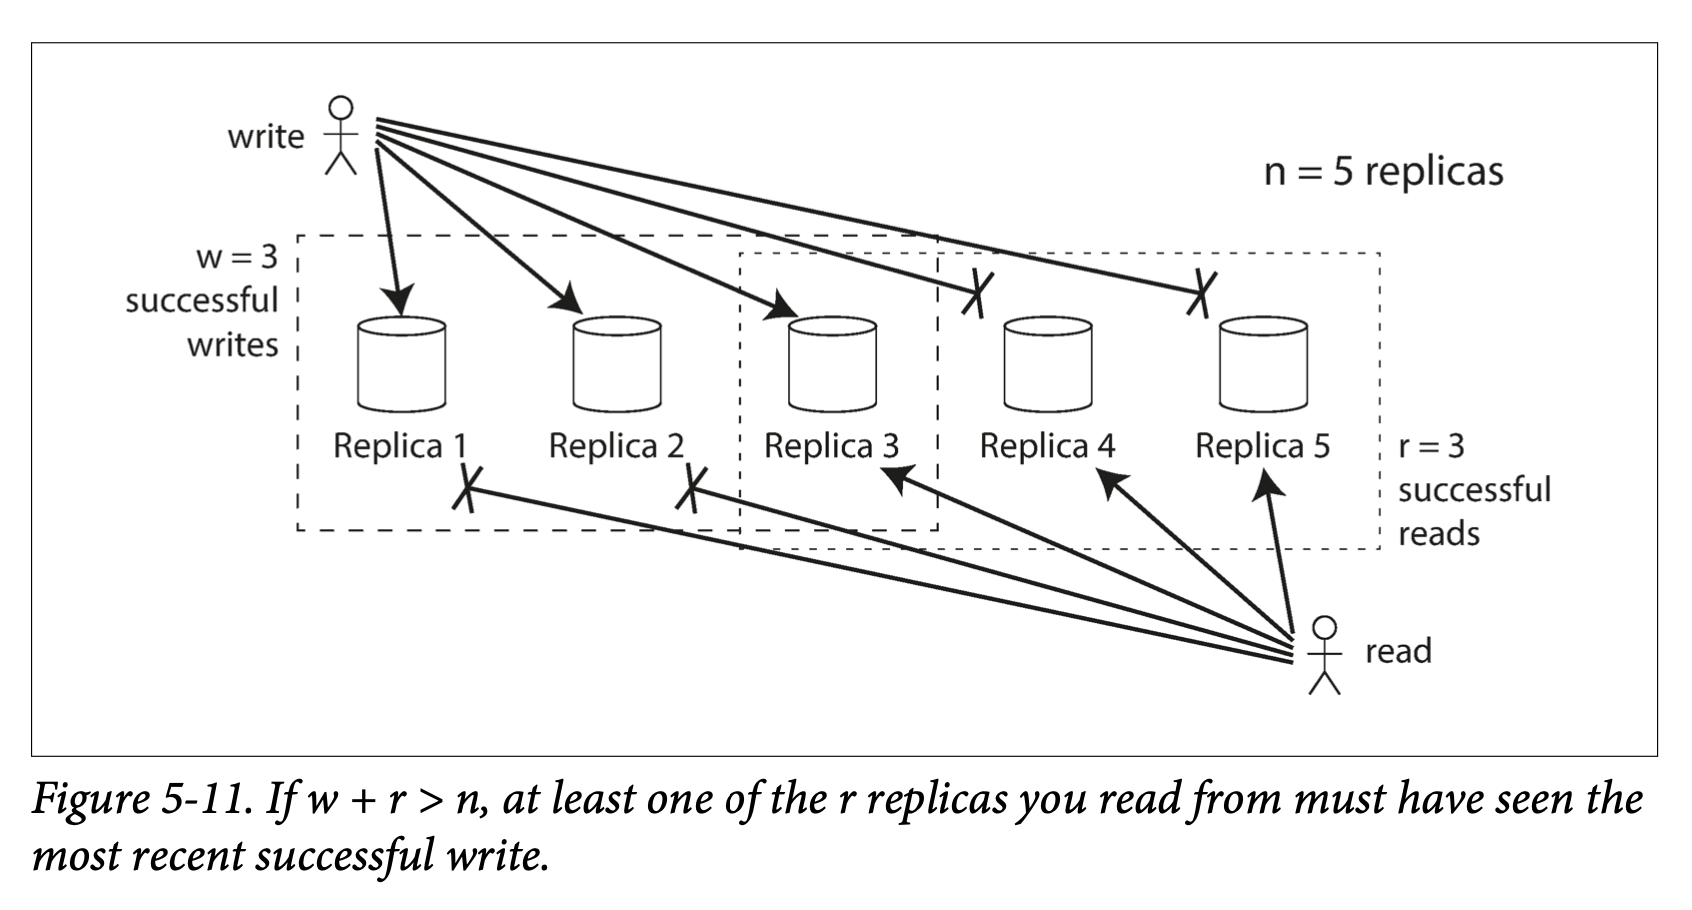 write
n = 5 replicas
w = 3
successful
writes
Replica 1
Replica 2
Replica 3
Replica 4
Replica 5
r = 3
successful
reads
read
Figure 5-11. If w + r > n, at least one of the r replicas you read from must have seen the
most recent successful write.